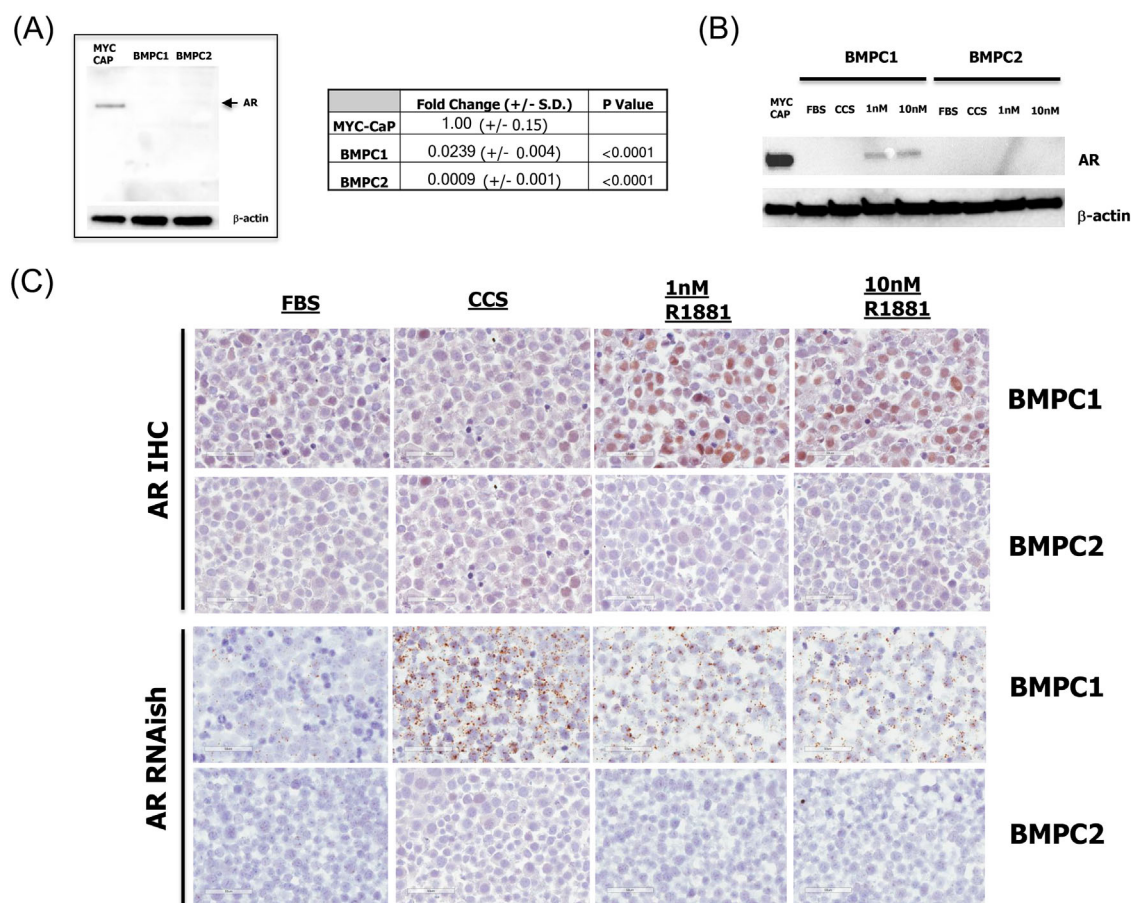 (A)
MYC
CAP BMPC1 BMPC2
AR
β-actin
Fold Change (+/- S.D.) P Value
MYC-CaP 1.00 (+/- 0.15)
BMPC1 0.0239 (+/- 0.004) <0.0001
BMPC2 0.0009 (+/- 0.001) <0.0001
(B)
BMPC1 BMPC2
MYC
CAP FBS CCS 1nM 10nM FBS CCS 1nM 10nM
AR
β-actin
(C)
FBS CCS 1nM
R1881 10nM
R1881
AR IHC
BMPC1
BMPC2
AR RNAish
BMPC1
BMPC2